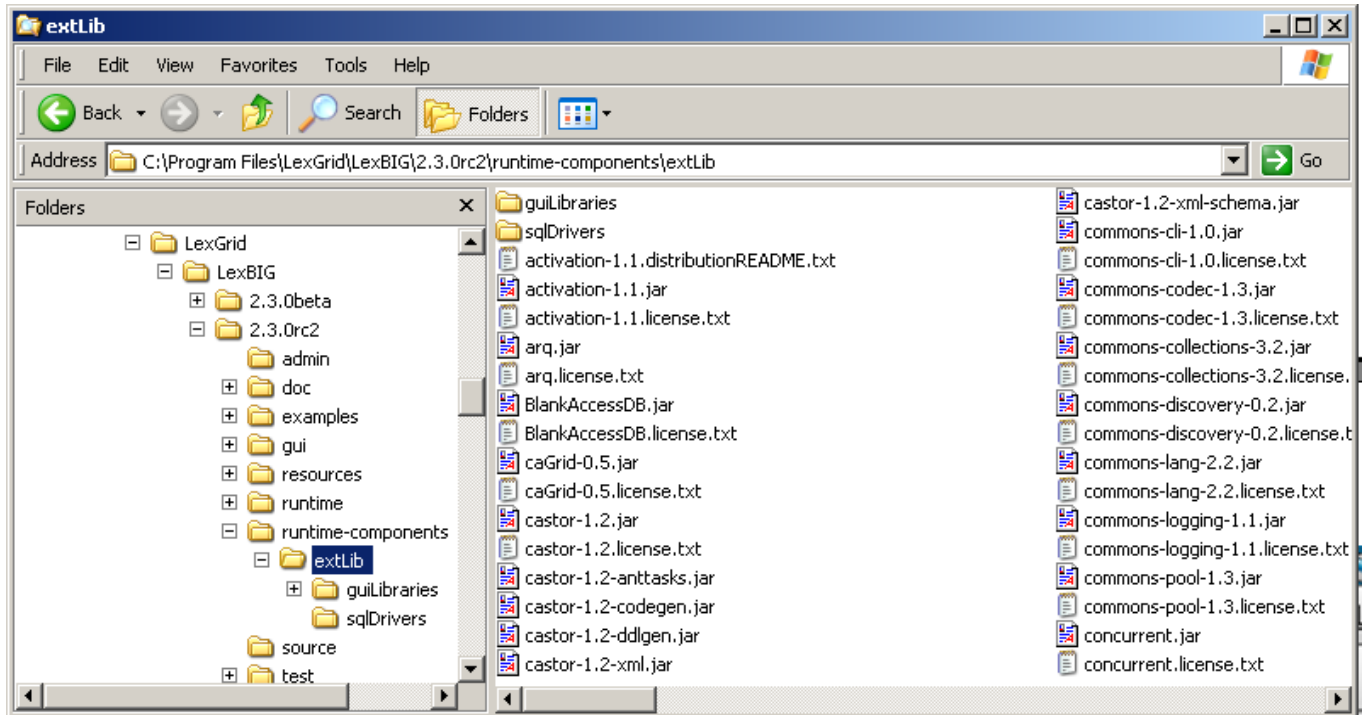 extLib
File Edit View Favorites Tools Help
Back Search Folders
Address C:\Program Files\LexGrid\LexBIG\2.3.0rc2\runtime-components\extLib Go
Folders
LexGrid
LexBIG
2.3.0beta
2.3.0rc2
admin
doc
examples
gui
resources
runtime
runtime-components
extLib
guiLibraries
sqlDrivers
source
test
guiLibraries
sqlDrivers
activation-1.1.distributionREADME.txt
activation-1.1.jar
activation-1.1.license.txt
arq.jar
arq.license.txt
BlankAccessDB.jar
BlankAccessDB.license.txt
caGrid-0.5.jar
caGrid-0.5.license.txt
castor-1.2.jar
castor-1.2.license.txt
castor-1.2-anttasks.jar
castor-1.2-codegen.jar
castor-1.2-ddlgen.jar
castor-1.2-xml.jar
castor-1.2-xml-schema.jar
commons-cli-1.0.jar
commons-cli-1.0.license.txt
commons-codec-1.3.jar
commons-codec-1.3.license.txt
commons-collections-3.2.jar
commons-collections-3.2.license.
commons-discovery-0.2.jar
commons-discovery-0.2.license.t
commons-lang-2.2.jar
commons-lang-2.2.license.txt
commons-logging-1.1.jar
commons-logging-1.1.license.txt
commons-pool-1.3.jar
commons-pool-1.3.license.txt
concurrent.jar
concurrent.license.txt